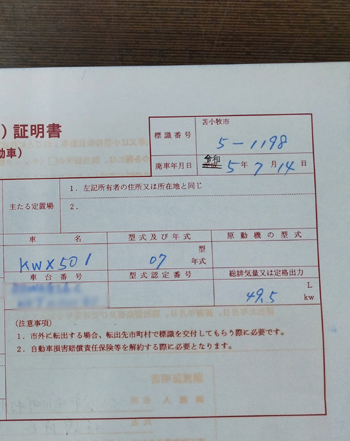 ）証明書
動車）
標識番号
苫小牧市
5-1198
廃車年月日
令和 5年 7月 14日
主たる定置場
1．左記所有者の住所又は所在地と同じ
2．
車名
型式及び年式
原動機の型式
KWX501
型
07 年式
車台番号
型式認定番号
総排気量又は定格出力
L
49.5 kw
(注意事項)
1．市外に転出する場合、転出先市町村で標識を交付してもらう際に必要です。
2．自動車損害賠償責任保険等を解約する際に必要となります。